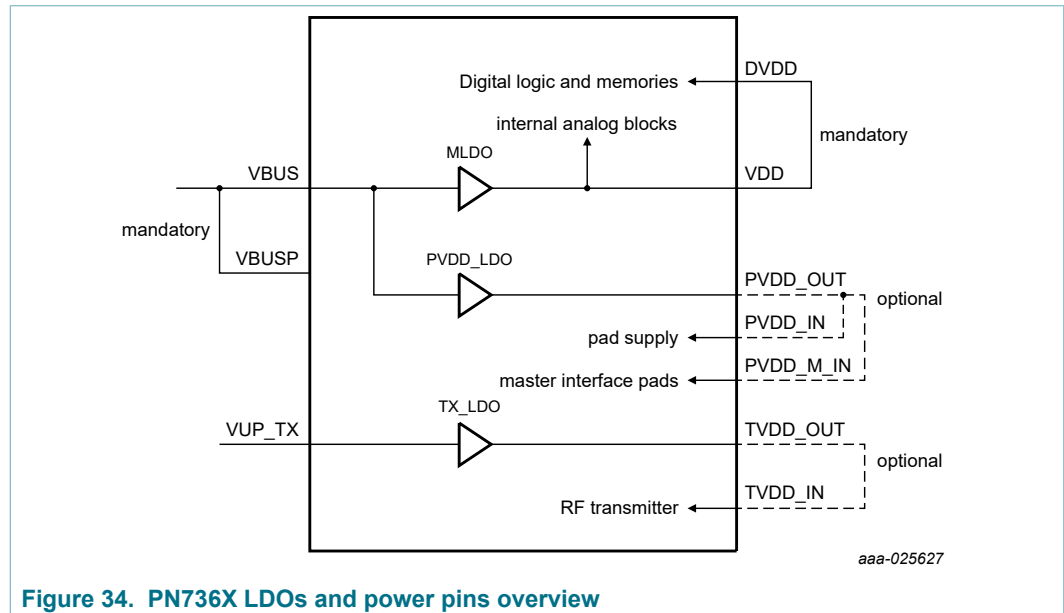 DVDD
Digital logic and memories
internal analog blocks
mandatory
MLDO
VBUS
VDD
mandatory
VBUSP
PVDD_LDO
PVDD_OUT
optional
PVDD_IN
pad supply
PVDD_M_IN
master interface pads
TX_LDO
VUP_TX
TVDD_OUT
optional
TVDD_IN
RF transmitter
aaa-025627
Figure 34. PN736X LDOs and power pins overview